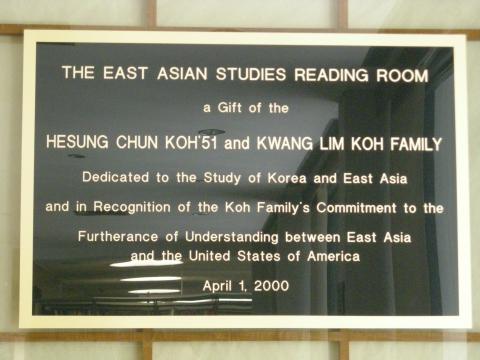 THE EAST ASIAN STUDIES READING ROOM
a Gift of the
HESUNG CHUN KOH'51 and KWANG LIM KOH FAMILY
Dedicated to the Study of Korea and East Asia
and in Recognition of the Koh Family's Commitment to the
Furtherance of Understanding between East Asia
and the United States of America
April 1, 2000